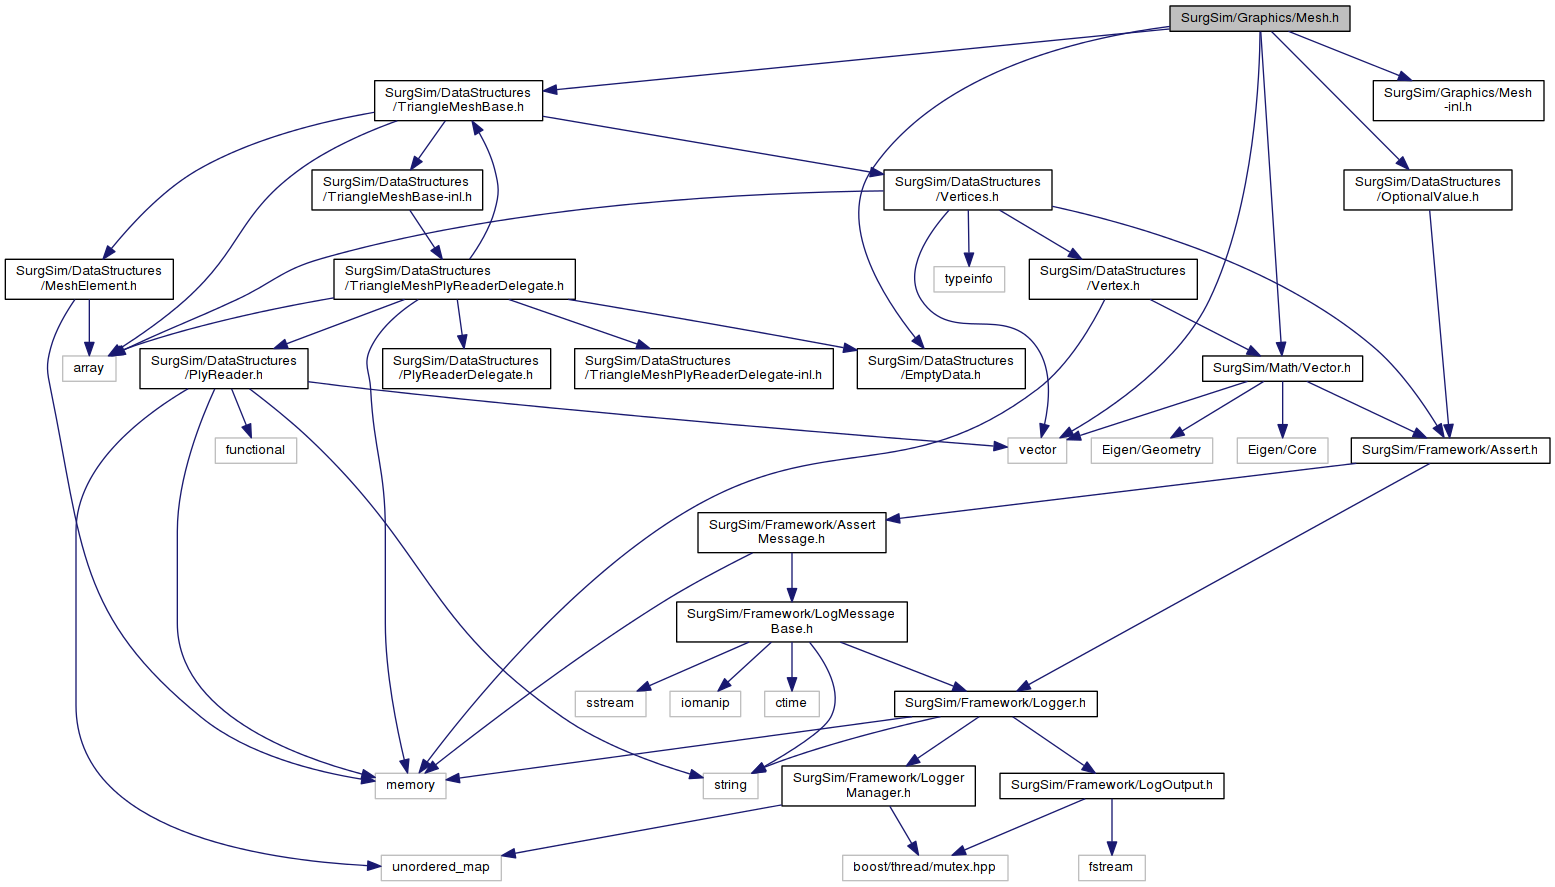 SurgSim/Graphics/Mesh.h
SurgSim/DataStructures
/TriangleMeshBase.h
SurgSim/Graphics/Mesh
-inl.h
SurgSim/DataStructures
/TriangleMeshBase-inl.h
SurgSim/DataStructures
/Vertices.h
SurgSim/DataStructures
/OptionalValue.h
SurgSim/DataStructures
/MeshElement.h
SurgSim/DataStructures
/TriangleMeshPlyReaderDelegate.h
typeinfo
SurgSim/DataStructures
/Vertex.h
array
SurgSim/DataStructures
/PlyReader.h
SurgSim/DataStructures
/PlyReaderDelegate.h
SurgSim/DataStructures
/TriangleMeshPlyReaderDelegate-inl.h
SurgSim/DataStructures
/EmptyData.h
SurgSim/Math/Vector.h
functional
vector
Eigen/Geometry
Eigen/Core
SurgSim/Framework/Assert.h
SurgSim/Framework/Assert
Message.h
SurgSim/Framework/LogMessage
Base.h
sstream
iomanip
ctime
SurgSim/Framework/Logger.h
memory
string
SurgSim/Framework/Logger
Manager.h
SurgSim/Framework/LogOutput.h
unordered_map
boost/thread/mutex.hpp
fstream